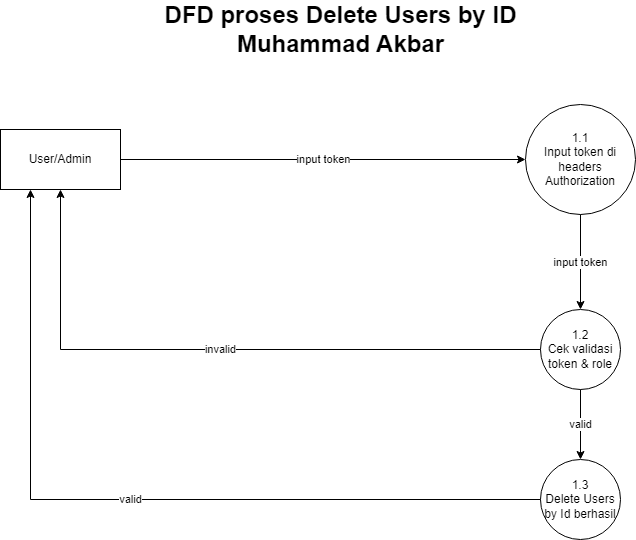 DFD proses Delete Users by ID
Muhammad Akbar
User/Admin
input token
1.1
Input token di
headers
Authorization
input token
1.2
Cek validasi
token & role
invalid
valid
1.3
Delete Users
by Id berhasil
valid